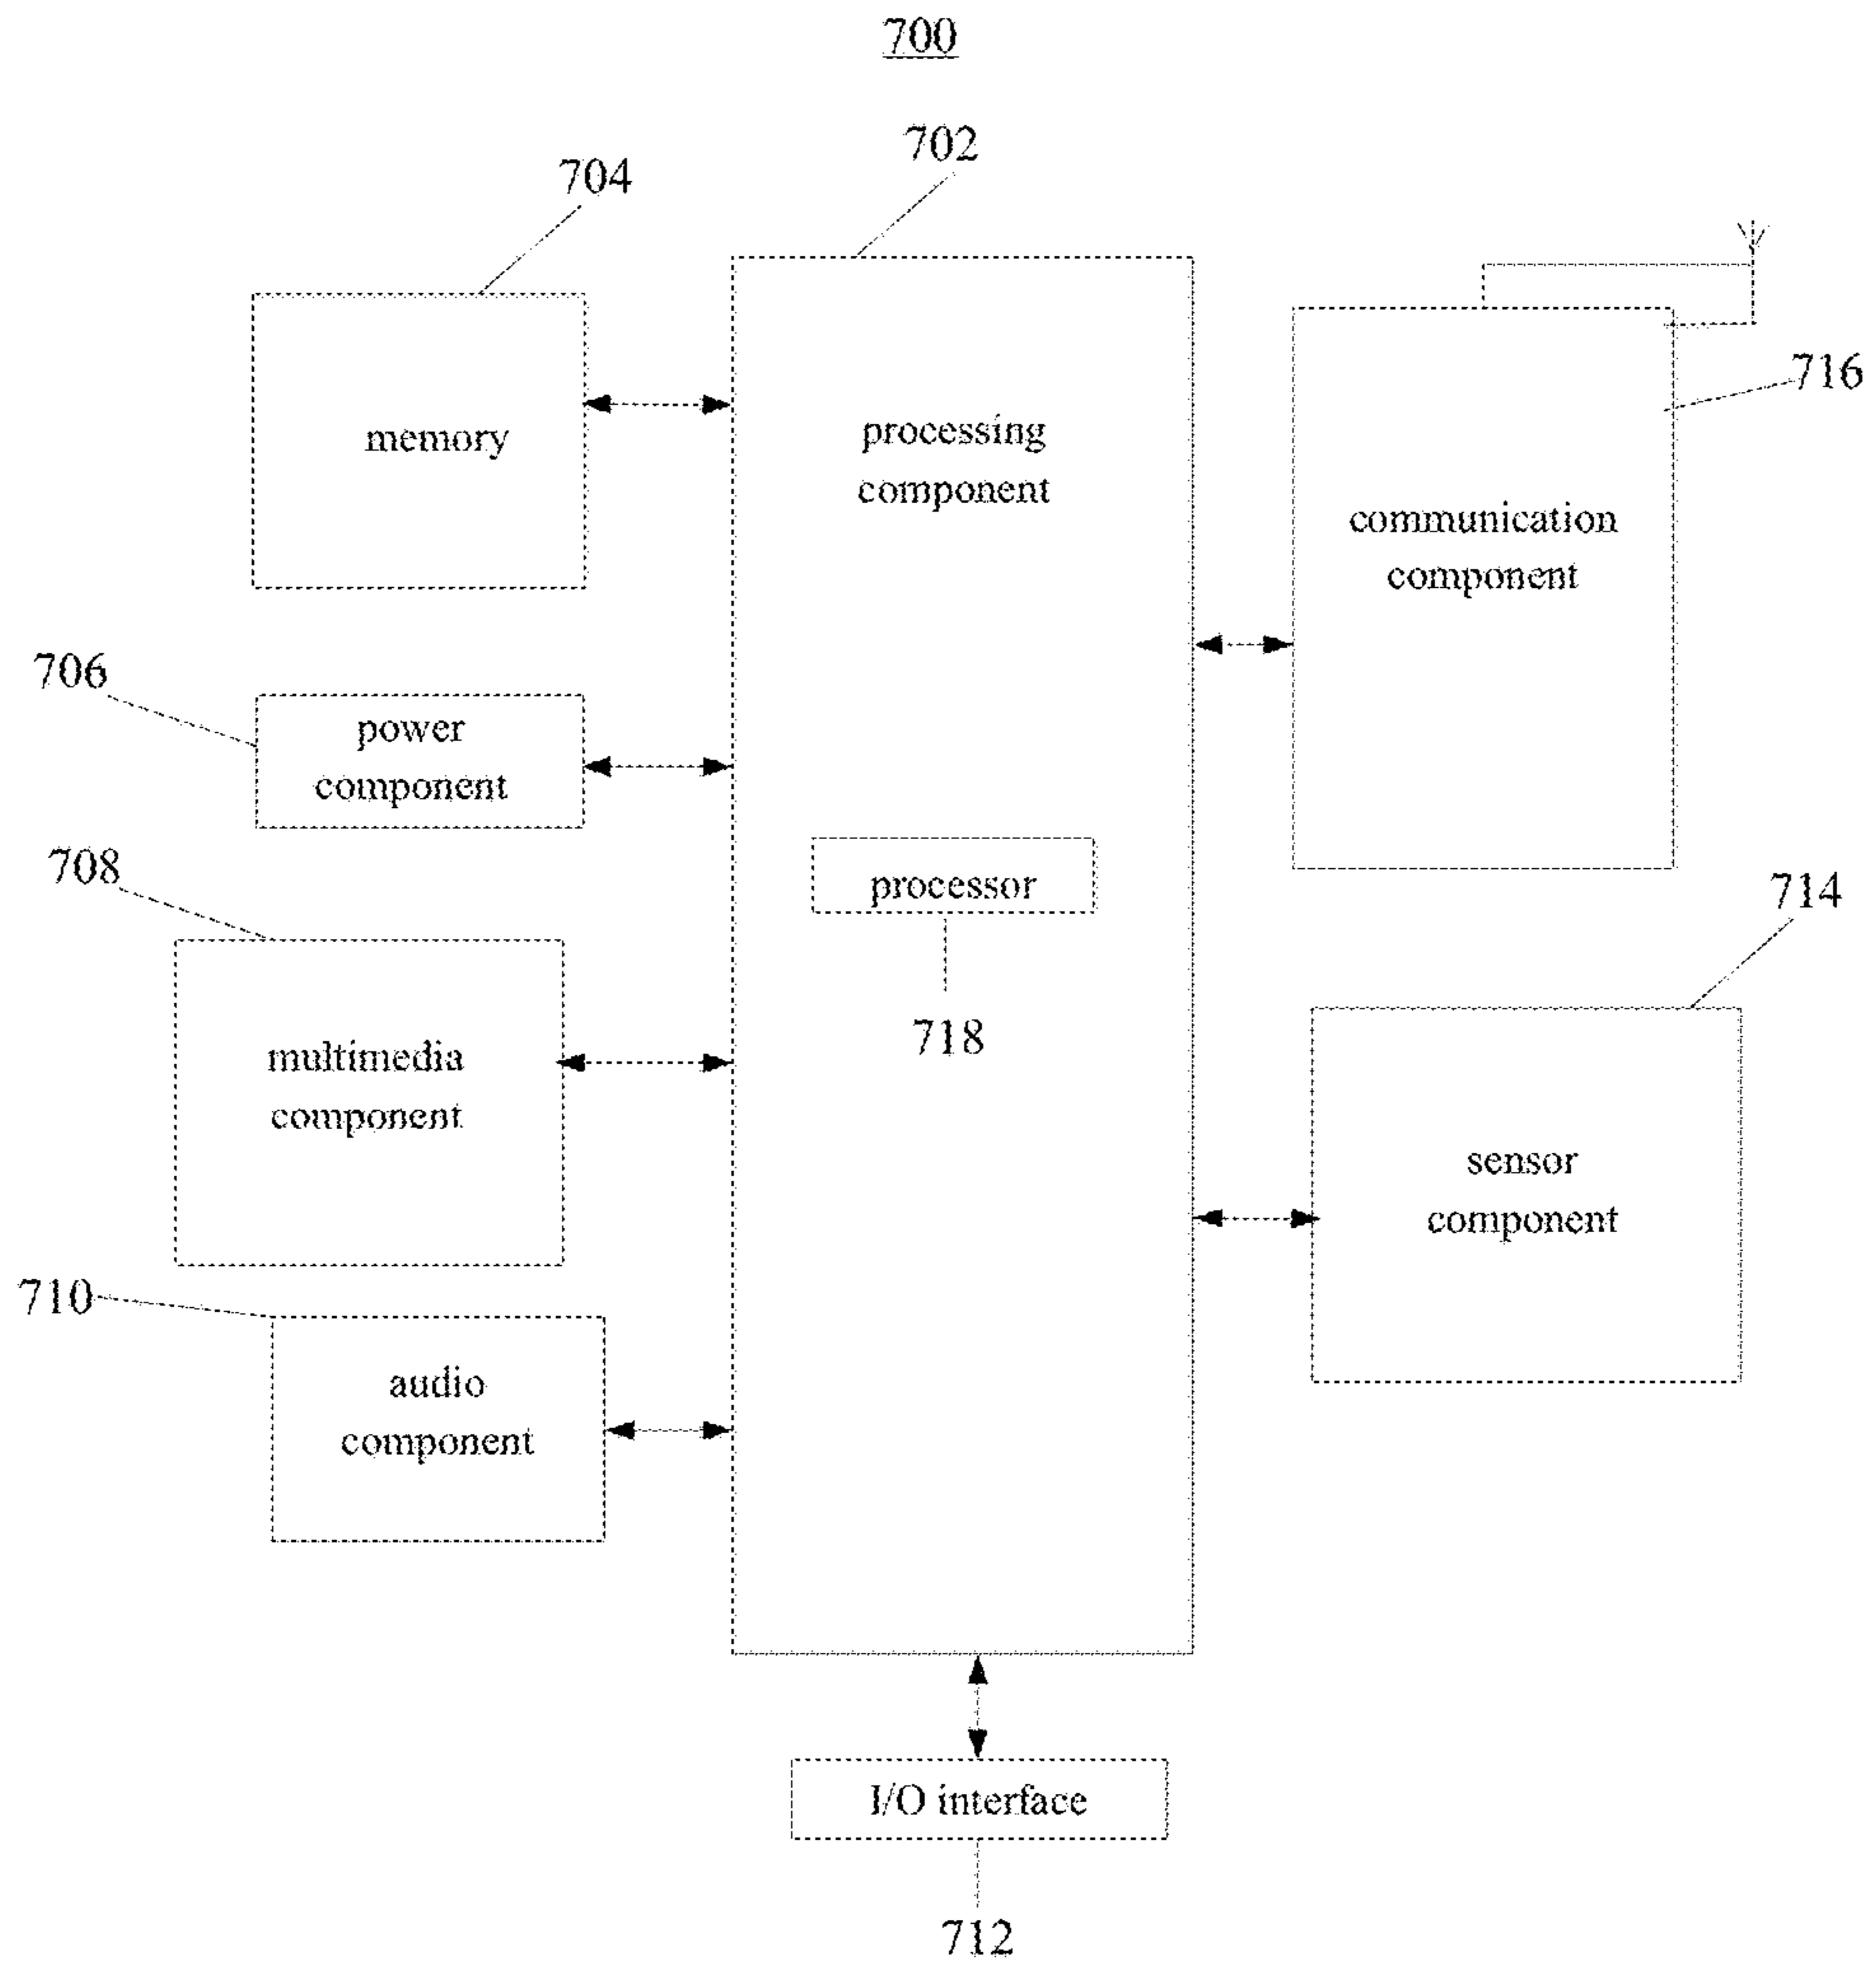 700
702
704
memory
processing
component
716
communication
component
706
power
component
708
processor
714
718
multimedia
component
sensor
component
710
audio
component
I/O interface
712